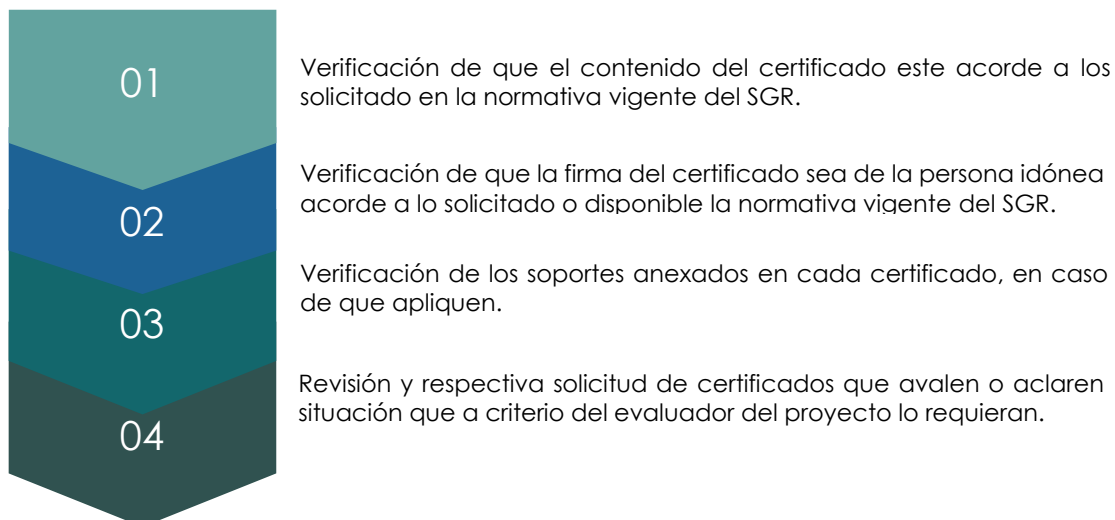 01
Verificación de que el contenido del certificado este acorde a los
solicitado en la normativa vigente del SGR.
02
Verificación de que la firma del certificado sea de la persona idónea
acorde a lo solicitado o disponible la normativa vigente del SGR.
03
Verificación de los soportes anexados en cada certificado, en caso
de que apliquen.
04
Revisión y respectiva solicitud de certificados que avalen o aclaren
situación que a criterio del evaluador del proyecto lo requieran.